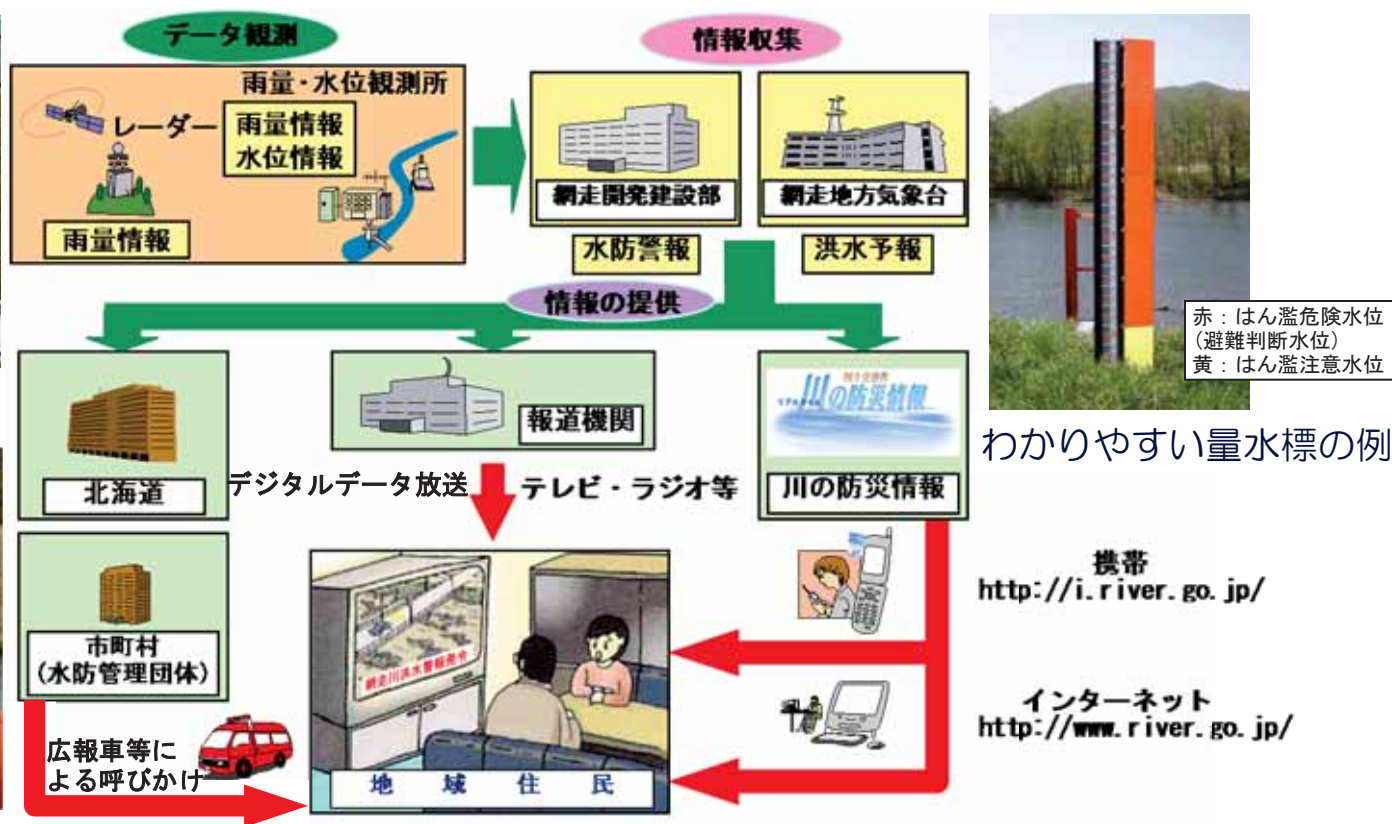 データ観測
情報収集
雨量・水位観測所
レーダー
雨量情報
水位情報
雨量情報
網走開発建設部
網走地方気象台
水防警報
洪水予報
情報の提供
赤：はん濫危険水位
（避難判断水位）
黄：はん濫注意水位
わかりやすい量水標の例
北海道
報道機関
川の防災情報
川の防災情報
デジタルデータ放送
テレビ・ラジオ等
市町村
(水防管理団体)
網走川洪水警報発令
携帯
http://i.river.go.jp/
インターネット
http://www.river.go.jp/
広報車等に
よる呼びかけ
地域住民